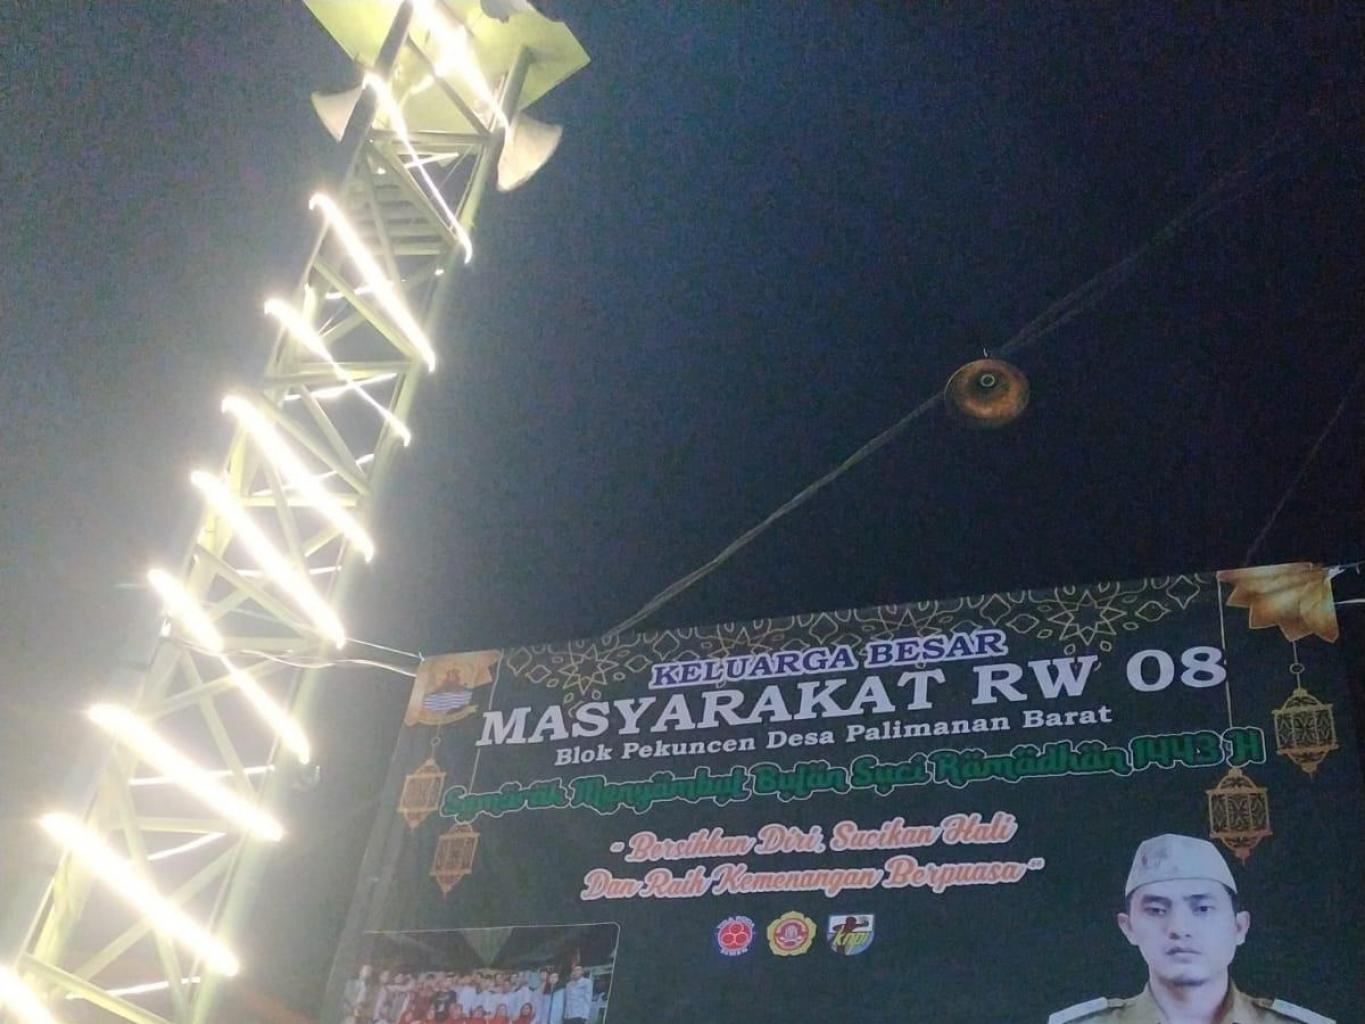 KELUARGA BESAR
MASYARAKAT RW 08
Blok Pekuncen Desa Palimanan Barat
Semarak Menyambut Bulan Suci Ramadhan 1443 H
"Bersihkan Diri, Sucikan Hati
Dan Raih Kemenangan Berpuasa"
KNPI